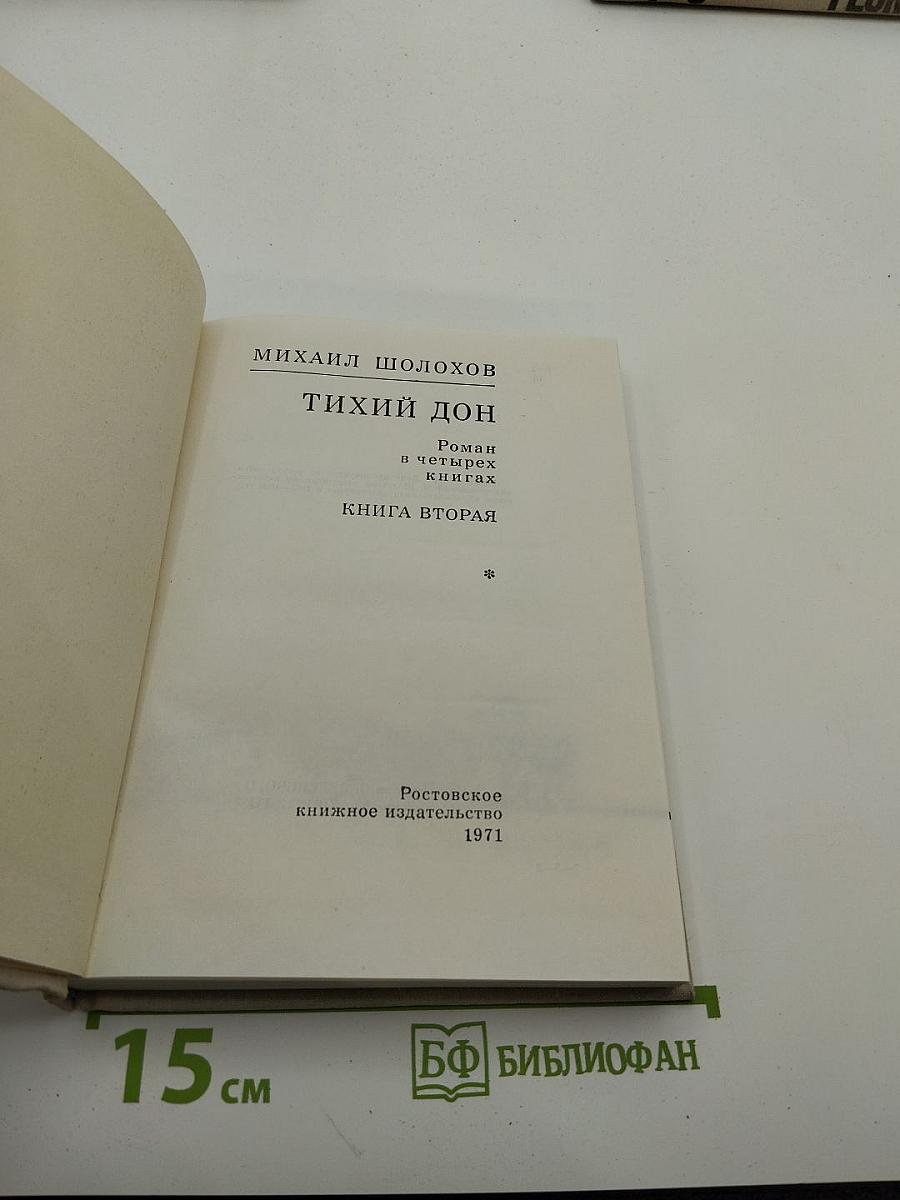 МИХАИЛ ШОЛОХОВ
ТИХИЙ ДОН
Роман
в четырех
книгах
КНИГА ВТОРАЯ
*
Ростовское
книжное издательство
1971
15 см
БФ БИБЛИОФАН